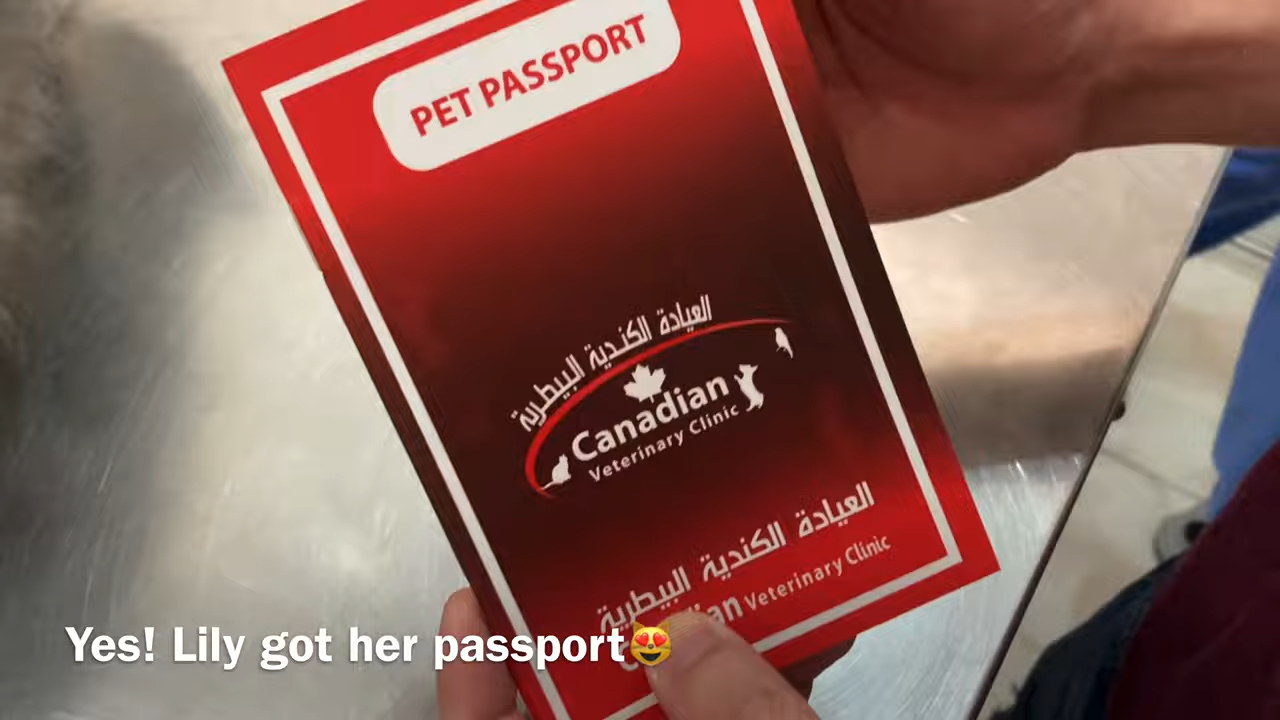 PET PASSPORT
العيادة الكندية البيطرية
Canadian
Veterinary Clinic
العيادة الكندية البيطرية
Veterinary Clinic
Yes! Lily got her passport😻